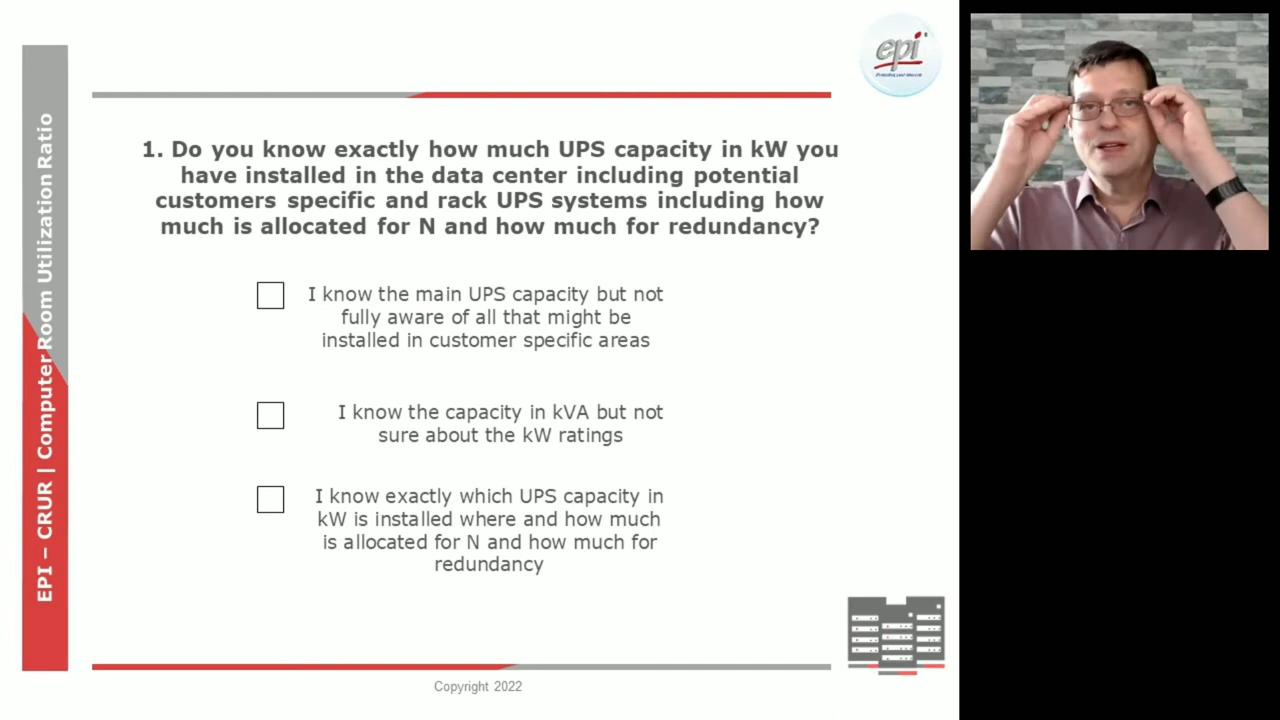 epi
EPI – CRUR | Computer Room Utilization Ratio
1. Do you know exactly how much UPS capacity in kW you
have installed in the data center including potential
customers specific and rack UPS systems including how
much is allocated for N and how much for redundancy?
I know the main UPS capacity but not
fully aware of all that might be
installed in customer specific areas
I know the capacity in kVA but not
sure about the kW ratings
I know exactly which UPS capacity in
kW is installed where and how much
is allocated for N and how much for
redundancy
Copyright 2022